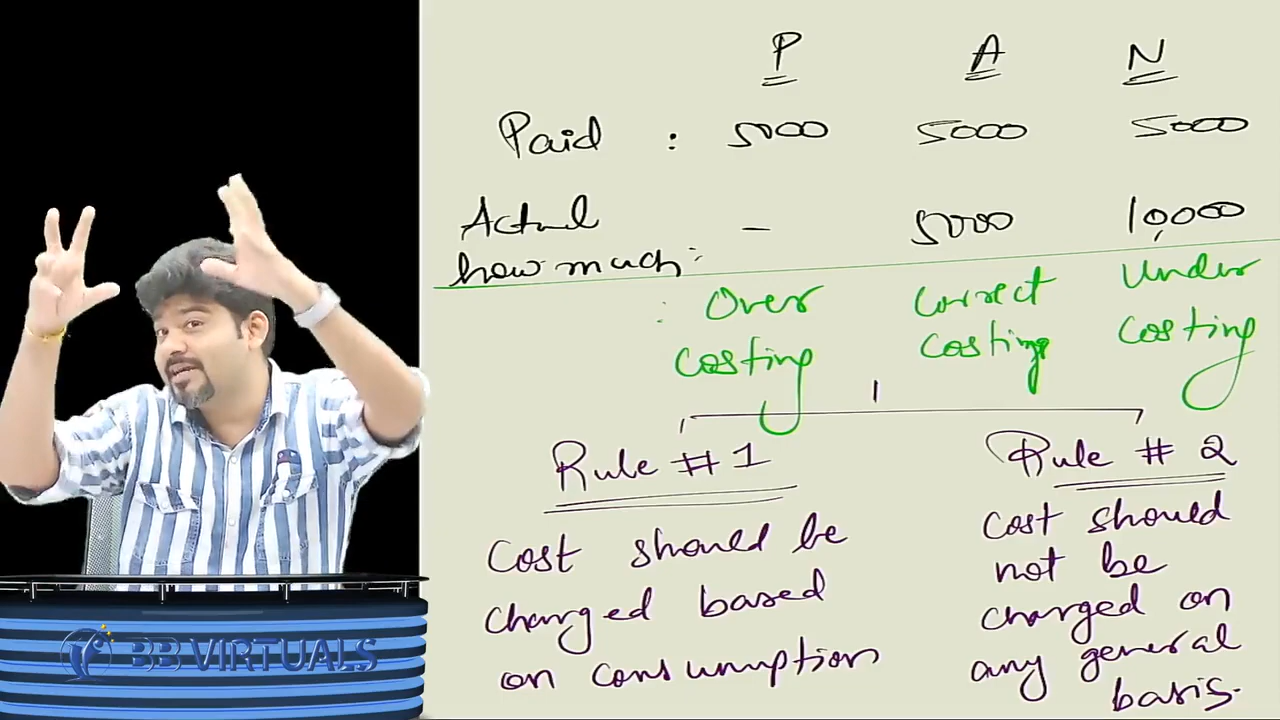 P A N
Paid : 5000 5000 5000
Actual - 5000 10,000
how much :
: Over Correct Under
costing costing costing
Rule # 1 Rule # 2
Cost should be
charged based
on consumption
Cost should
not be
charged on
any general
basis.
BB VIRTUALS